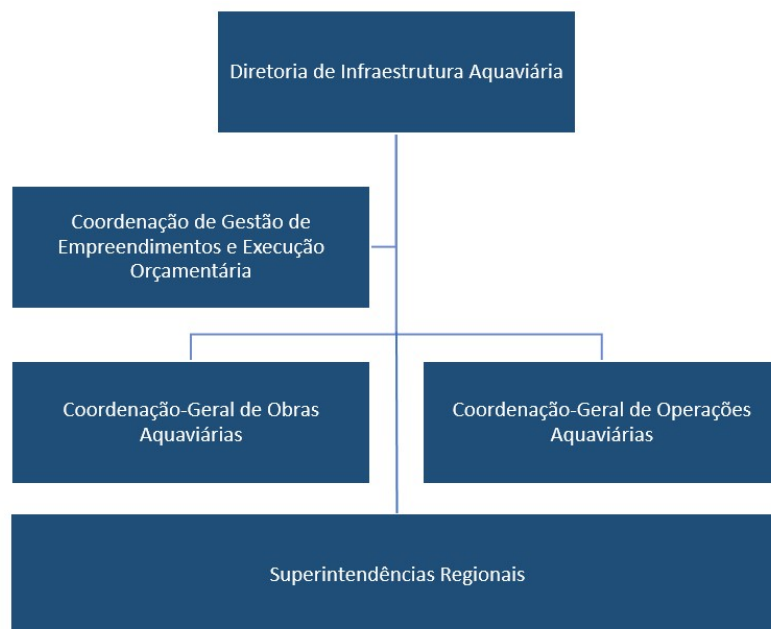 Diretoria de Infraestrutura Aquaviária
Coordenação de Gestão de
Empreendimentos e Execução
Orçamentária
Coordenação-Geral de Obras
Aquaviárias
Coordenação-Geral de Operações
Aquaviárias
Superintendências Regionais